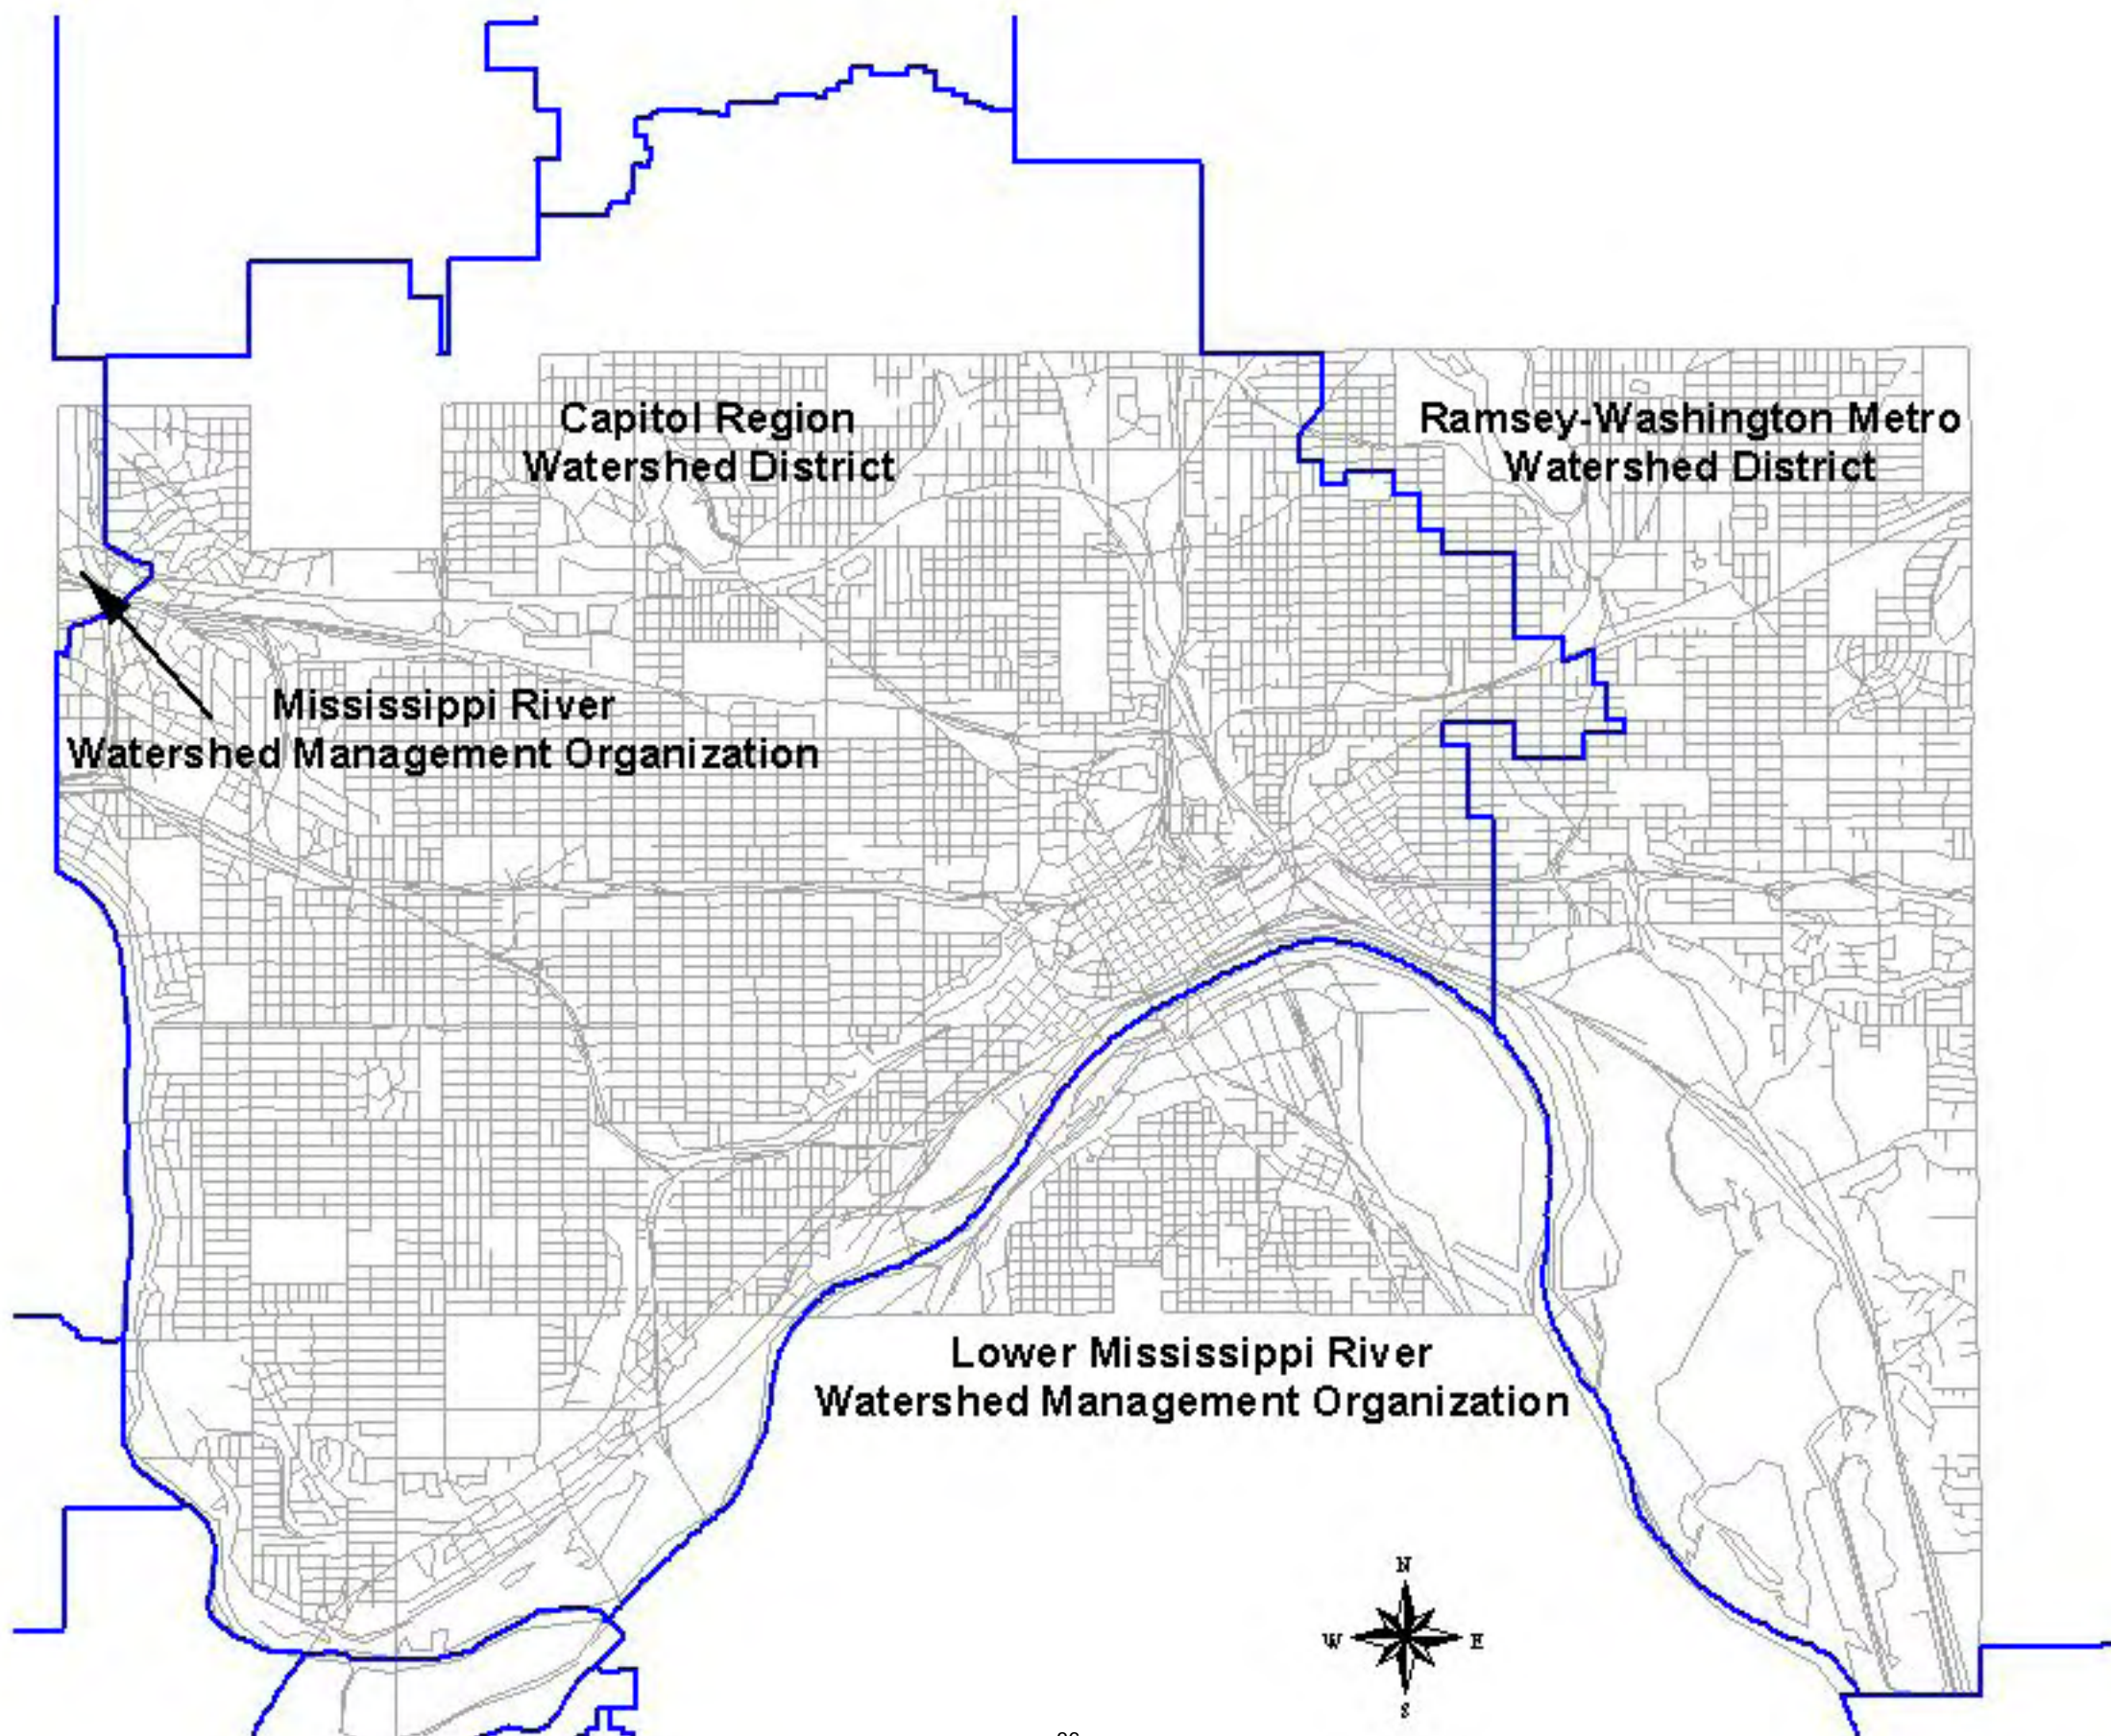 Capitol Region
Watershed District
Ramsey-Washington Metro
Watershed District
Mississippi River
Watershed Management Organization
Lower Mississippi River
Watershed Management Organization
N
W
E
S